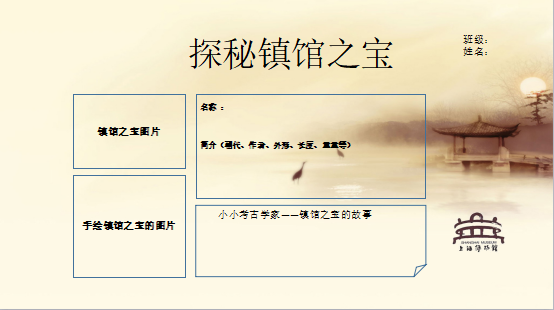 探秘镇馆之宝
班级：
姓名：
镇馆之宝图片
名称：
简介（朝代、作者、外形、长度、重量等）
手绘镇馆之宝的图片
小小考古学家——镇馆之宝的故事
SHANGHAI MUSEUM
上海博物馆